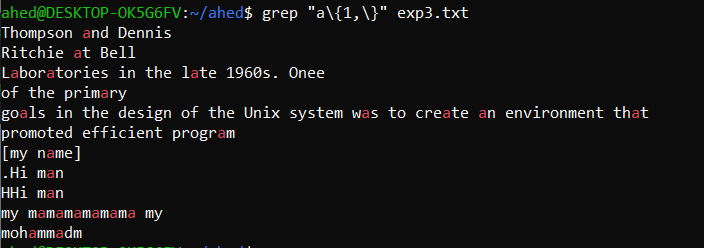 ahed@DESKTOP-OK5G6FV:~/ahed$ grep "a\{1,\}" exp3.txt
Thompson and Dennis
Ritchie at Bell
Laboratories in the late 1960s. Onee
of the primary
goals in the design of the Unix system was to create an environment that
promoted efficient program
[my name]
.Hi man
HHi man
my mamamamamama my
mohammadm